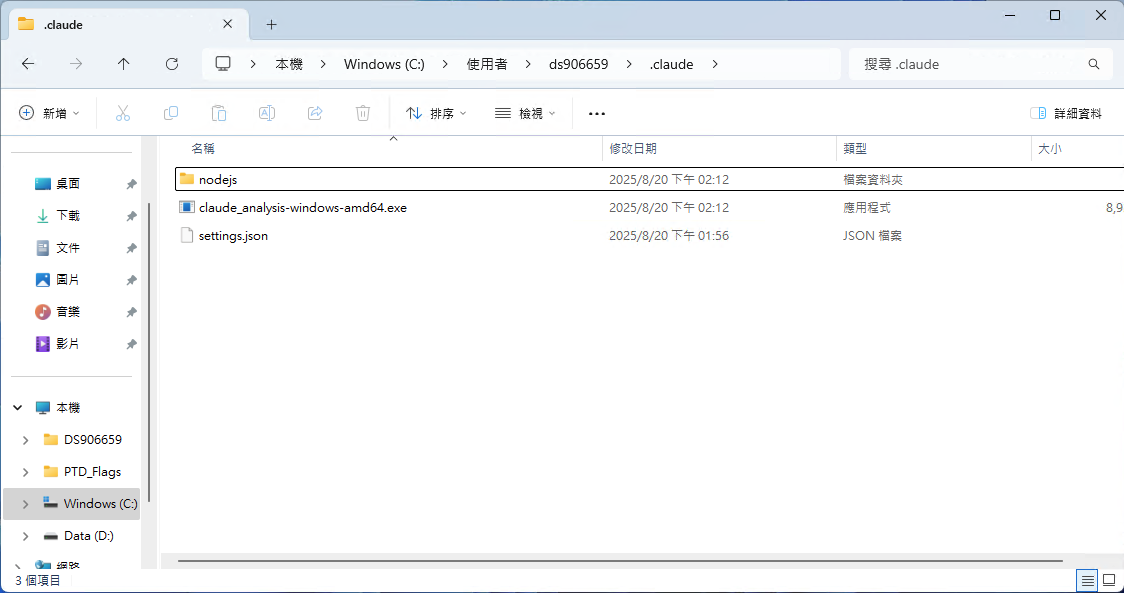 .claude
本機 Windows (C:) 使用者 ds906659 .claude
搜尋 .claude
新增 排序 檢視 詳細資料
名稱 修改日期 類型 大小
nodejs 2025/8/20 下午 02:12 檔案資料夾
claude_analysis-windows-amd64.exe 2025/8/20 下午 02:12 應用程式 8,9
settings.json 2025/8/20 下午 01:56 JSON 檔案
桌面
下載
文件
圖片
音樂
影片
本機
DS906659
PTD_Flags
Windows (C:)
Data (D:)
網路
3 個項目